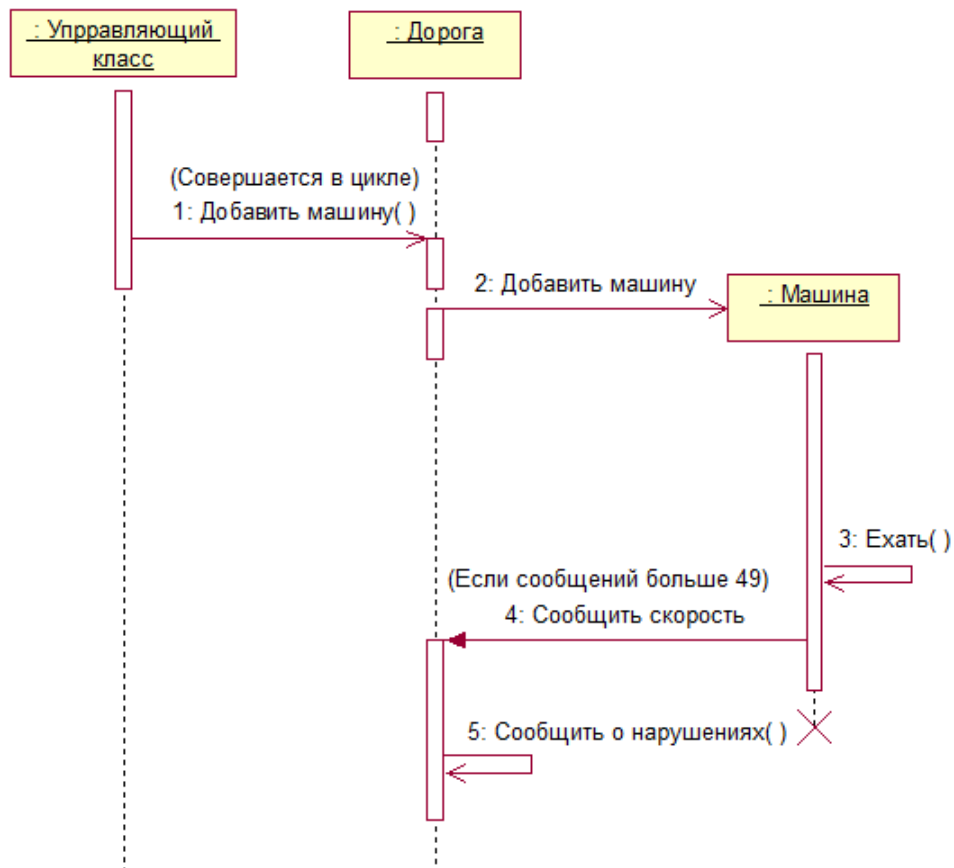 : Упрравляющий
класс
: Дорога
(Совершается в цикле)
1: Добавить машину( )
2: Добавить машину
: Машина
3: Ехать( )
(Если сообщений больше 49)
4: Сообщить скорость
5: Сообщить о нарушениях( )